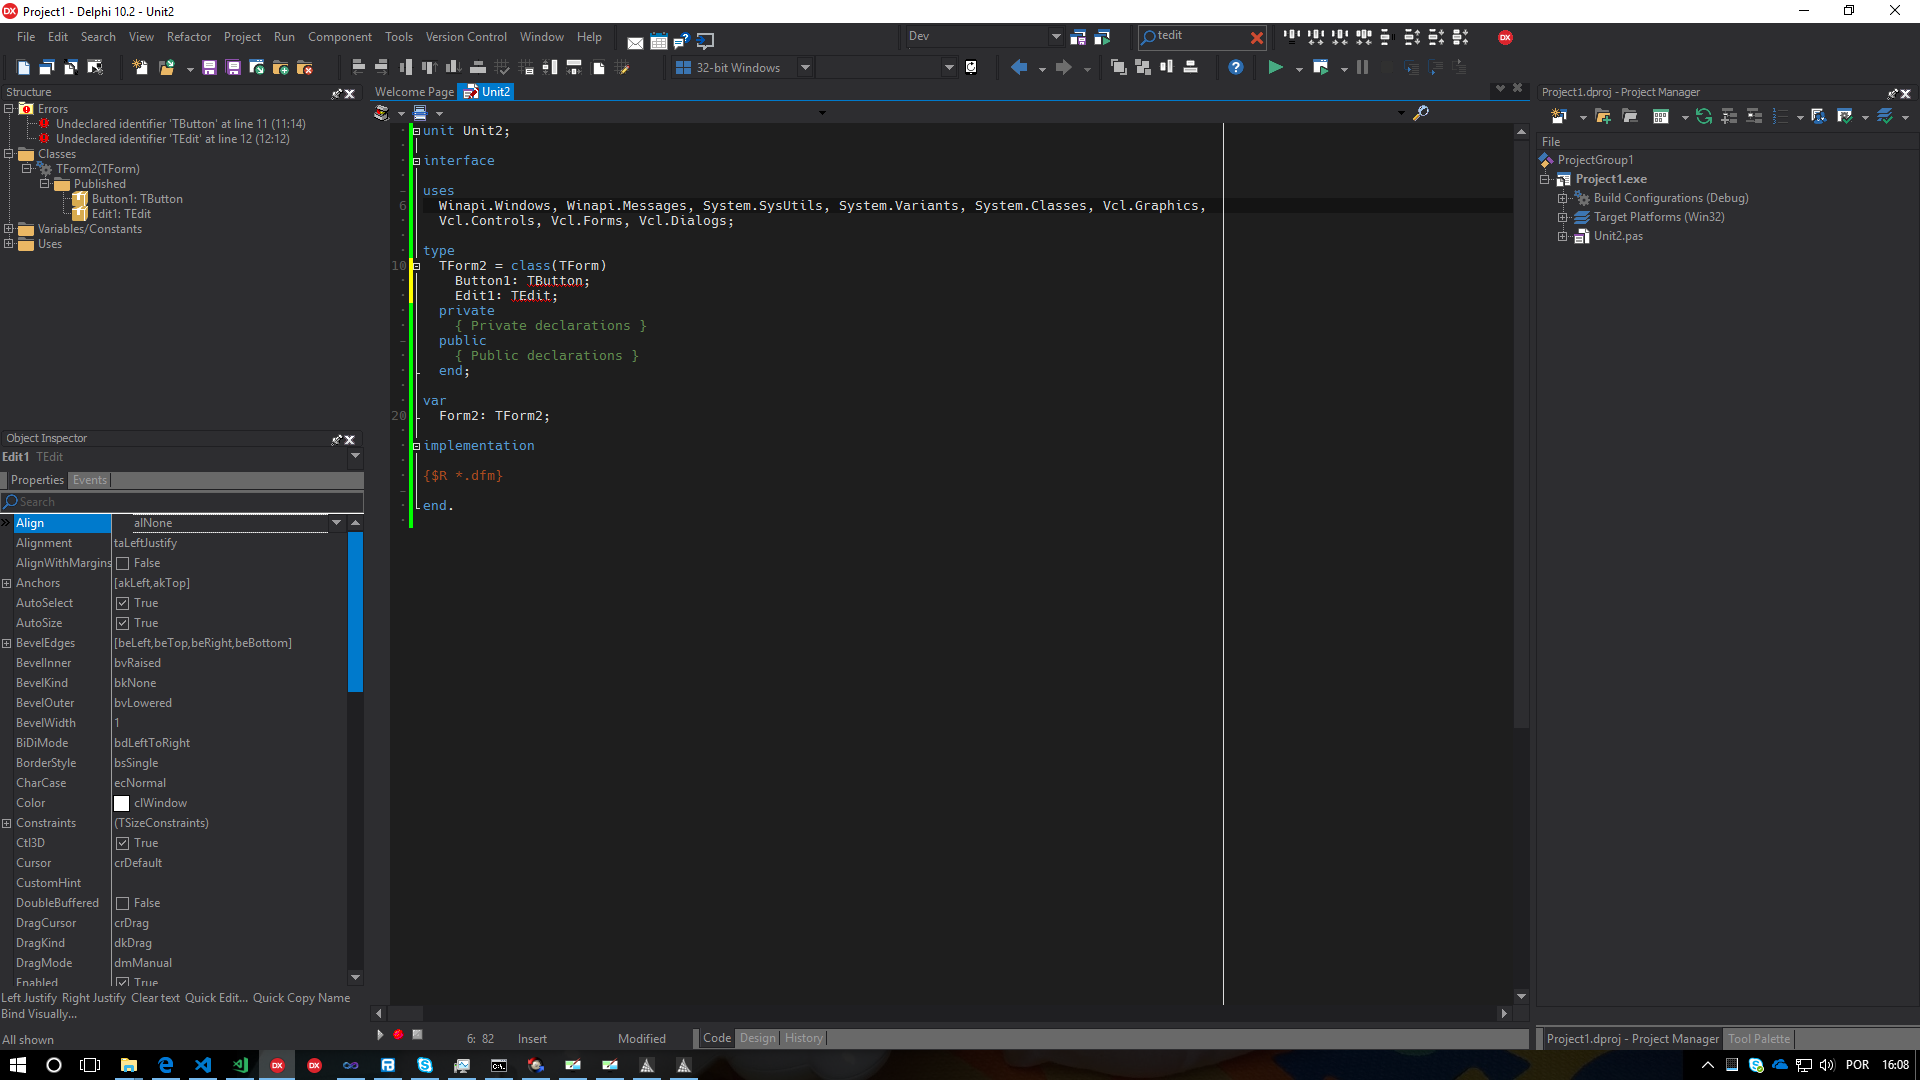 Project1 - Delphi 10.2 - Unit2
File Edit Search View Refactor Project Run Component Tools Version Control Window Help
Dev
tedit
32-bit Windows
Structure
Errors
Undeclared identifier 'TButton' at line 11 (11:14)
Undeclared identifier 'TEdit' at line 12 (12:12)
Classes
TForm2(TForm)
Published
Button1: TButton
Edit1: TEdit
Variables/Constants
Uses
Object Inspector
Edit1 TEdit
Properties Events
Search
Align alNone
Alignment taLeftJustify
AlignWithMargins False
Anchors [akLeft,akTop]
AutoSelect True
AutoSize True
BevelEdges [beLeft,beTop,beRight,beBottom]
BevelInner bvRaised
BevelKind bkNone
BevelOuter bvLowered
BevelWidth 1
BiDiMode bdLeftToRight
BorderStyle bsSingle
CharCase ecNormal
Color clWindow
Constraints (TSizeConstraints)
Ctl3D True
Cursor crDefault
CustomHint
DoubleBuffered False
DragCursor crDrag
DragKind dkDrag
DragMode dmManual
Enabled True
Left Justify Right Justify Clear text Quick Edit... Quick Copy Name
Bind Visually...
All shown
Welcome Page Unit2
unit Unit2;
interface
uses
6 Winapi.Windows, Winapi.Messages, System.SysUtils, System.Variants, System.Classes, Vcl.Graphics,
Vcl.Controls, Vcl.Forms, Vcl.Dialogs;
type
10 TForm2 = class(TForm)
Button1: TButton;
Edit1: TEdit;
private
{ Private declarations }
public
{ Public declarations }
end;
var
20 Form2: TForm2;
implementation
{$R *.dfm}
end.
6: 82 Insert Modified Code Design History
Project1.dproj - Project Manager
File
ProjectGroup1
Project1.exe
Build Configurations (Debug)
Target Platforms (Win32)
Unit2.pas
Project1.dproj - Project Manager Tool Palette
POR 16:08